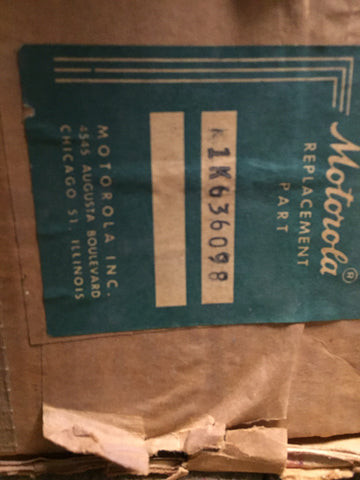 Motorola®
REPLACEMENT
PART
1K636098
MOTOROLA INC.
4545 AUGUSTA BOULEVARD
CHICAGO 51, ILLINOIS